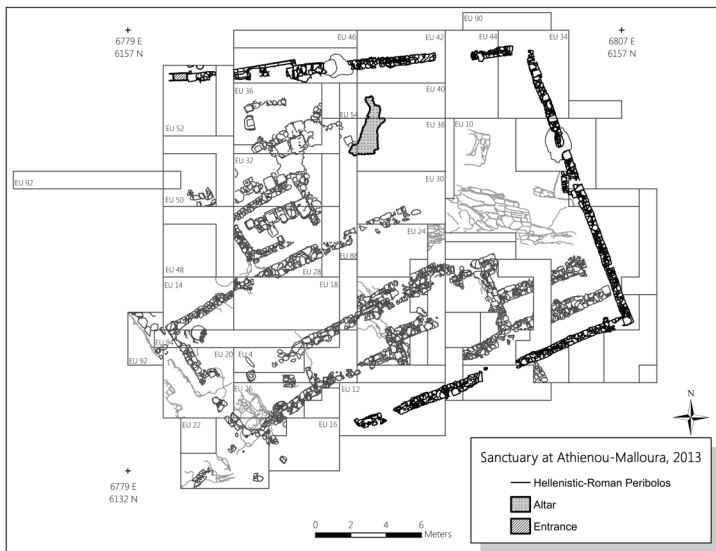 EU 90
6779 E
6157 N
EU 46
EU 42
EU 44
EU 34
6807 E
6157 N
EU 36
EU 40
EU 54
EU 52
EU 38
EU 10
EU 32
EU 92
EU 30
EU 50
EU 24
EU 88
EU 48
EU 28
EU 14
EU 18
EU 94
EU 92
EU 20
EU 4
EU 26
EU 12
EU 22
EU 16
N
6779 E
6132 N
Sanctuary at Athienou-Malloura, 2013
Hellenistic-Roman Peribolos
Altar
Entrance
0 2 4 6
Meters